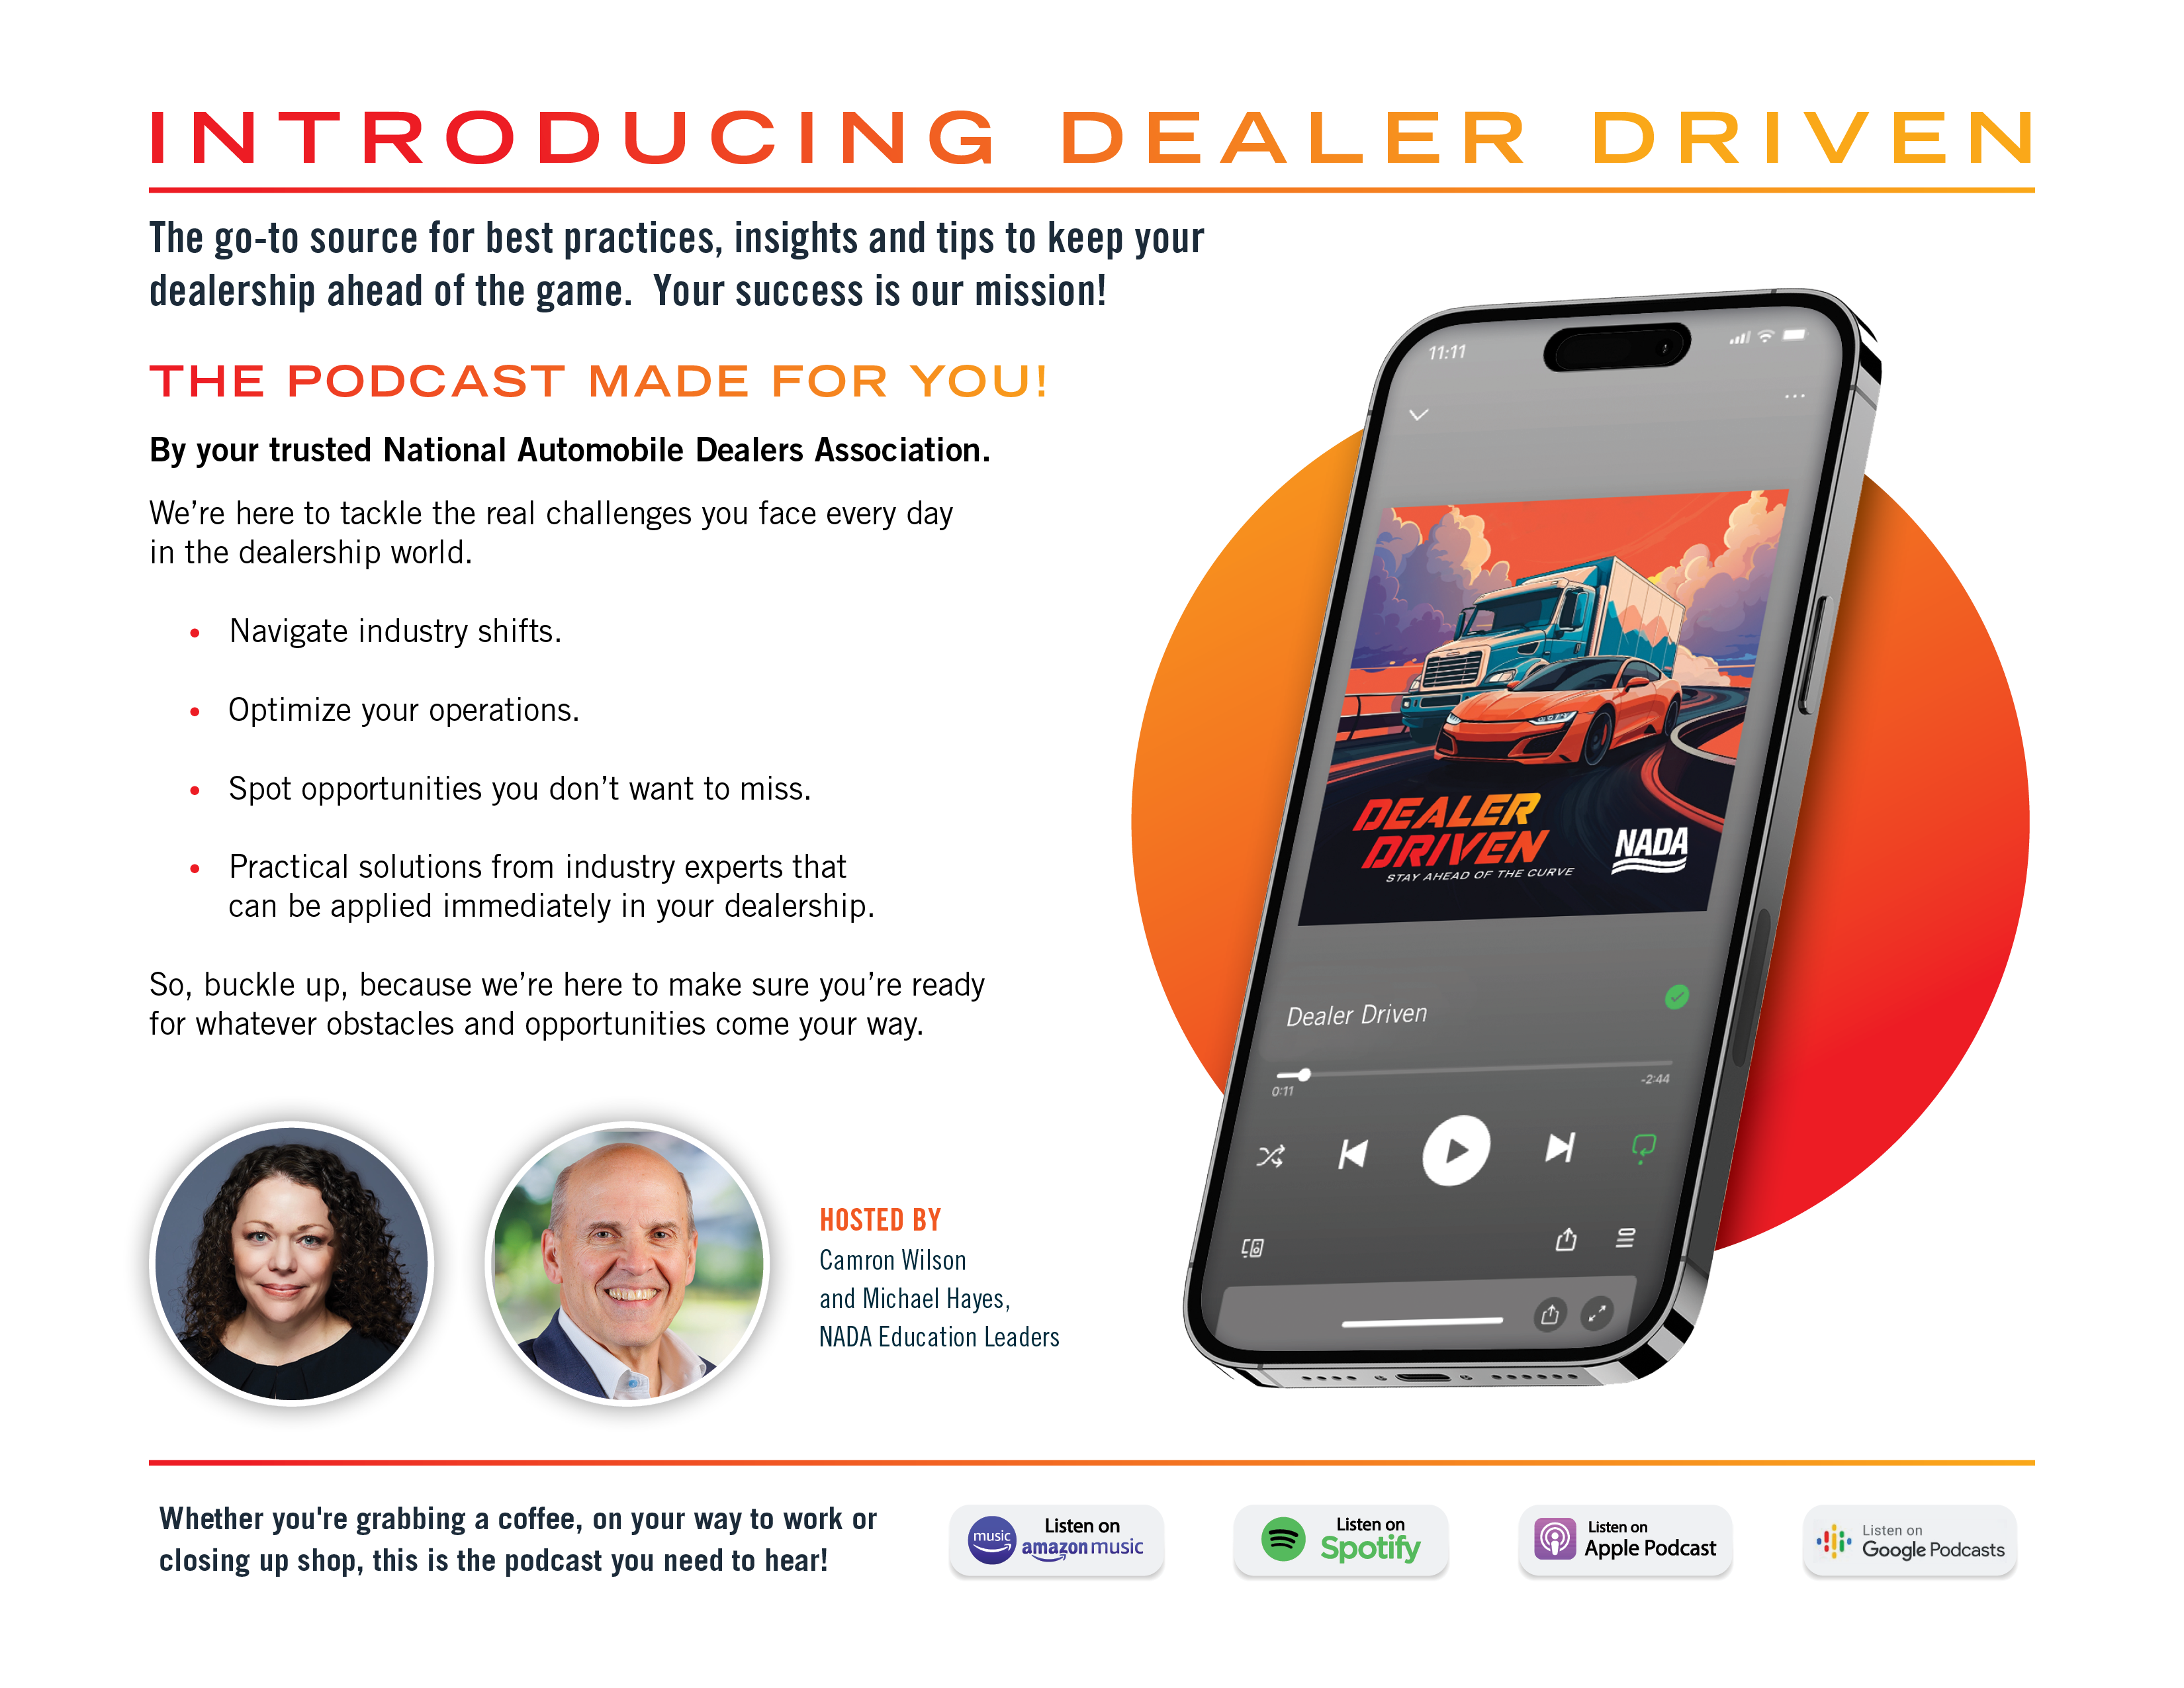 INTRODUCING DEALER DRIVEN
The go-to source for best practices, insights and tips to keep your
dealership ahead of the game.  Your success is our mission!
THE PODCAST MADE FOR YOU!
By your trusted National Automobile Dealers Association.
We’re here to tackle the real challenges you face every day
in the dealership world.
• Navigate industry shifts.
• Optimize your operations.
• Spot opportunities you don’t want to miss.
• Practical solutions from industry experts that
can be applied immediately in your dealership.
So, buckle up, because we’re here to make sure you’re ready
for whatever obstacles and opportunities come your way.
HOSTED BY
Camron Wilson
and Michael Hayes,
NADA Education Leaders
11:11
DEALER
DRIVEN
STAY AHEAD OF THE CURVE
NADA
Dealer Driven
0:11
-2:44
Whether you're grabbing a coffee, on your way to work or
closing up shop, this is the podcast you need to hear!
music
Listen on
amazon music
Listen on
Spotify
Listen on
Apple Podcast
Listen on
Google Podcasts